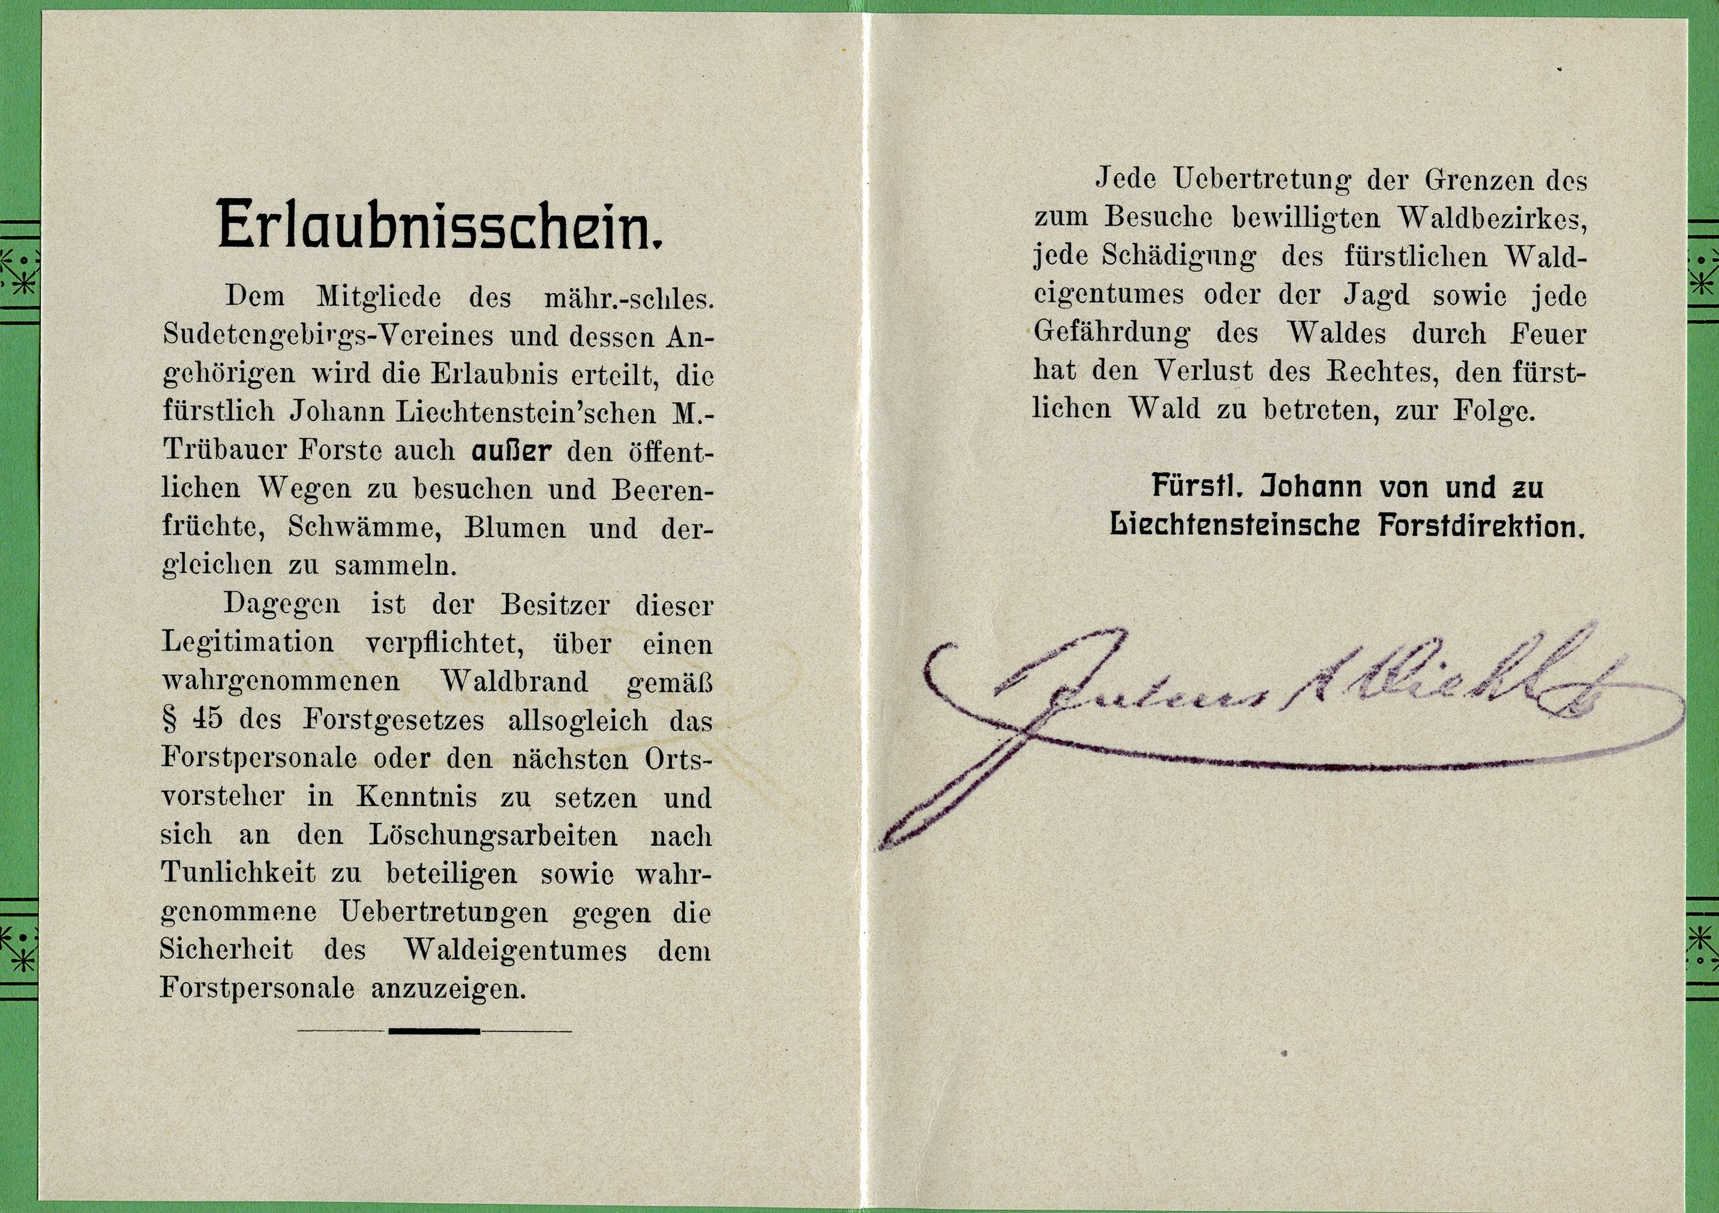 Erlaubnisschein.
Dem Mitgliede des mähr.-schles.
Sudetengebirgs-Vereines und dessen An-
gehörigen wird die Erlaubnis erteilt, die
fürstlich Johann Liechtenstein'schen M.-
Trübauer Forste auch außer den öffent-
lichen Wegen zu besuchen und Beeren-
früchte, Schwämme, Blumen und der-
gleichen zu sammeln.
Dagegen ist der Besitzer dieser
Legitimation verpflichtet, über einen
wahrgenommenen Waldbrand gemäß
§ 45 des Forstgesetzes allsogleich das
Forstpersonale oder den nächsten Orts-
vorsteher in Kenntnis zu setzen und
sich an den Löschungsarbeiten nach
Tunlichkeit zu beteiligen sowie wahr-
genommene Uebertretungen gegen die
Sicherheit des Waldeigentumes dem
Forstpersonale anzuzeigen.
Jede Uebertretung der Grenzen des
zum Besuche bewilligten Waldbezirkes,
jede Schädigung des fürstlichen Wald-
eigentumes oder der Jagd sowie jede
Gefährdung des Waldes durch Feuer
hat den Verlust des Rechtes, den fürst-
lichen Wald zu betreten, zur Folge.
Fürstl. Johann von und zu
Liechtensteinsche Forstdirektion.